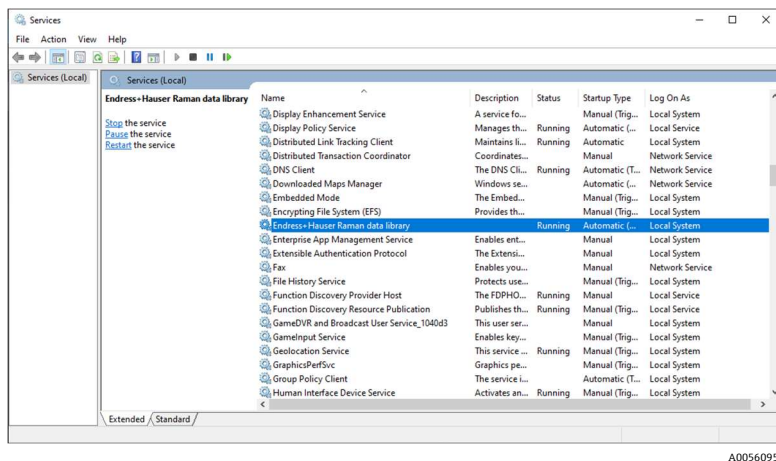 Services
File Action View Help
Services (Local)
Services (Local)
Endress+Hauser Raman data library
Stop the service
Pause the service
Restart the service
Name Description Status Startup Type Log On As
Display Enhancement Service A service fo... Manual (Trig... Local System
Display Policy Service Manages th... Running Automatic (... Local Service
Distributed Link Tracking Client Maintains li... Running Automatic Local System
Distributed Transaction Coordinator Coordinates... Manual Network Service
DNS Client The DNS Cli... Running Automatic (T... Network Service
Downloaded Maps Manager Windows se... Automatic (... Network Service
Embedded Mode The Embed... Manual (Trig... Local System
Encrypting File System (EFS) Provides th... Manual (Trig... Local System
Endress+Hauser Raman data library Running Automatic (... Local System
Enterprise App Management Service Enables ent... Manual Local System
Extensible Authentication Protocol The Extensi... Manual Local System
Fax Enables you... Manual Network Service
File History Service Protects use... Manual (Trig... Local System
Function Discovery Provider Host The FDPHO... Running Manual Local Service
Function Discovery Resource Publication Publishes th... Running Manual (Trig... Local Service
GameDVR and Broadcast User Service_1040d3 This user ser... Manual Local System
GameInput Service Enables key... Manual (Trig... Local System
Geolocation Service This service ... Running Manual (Trig... Local System
GraphicsPerfSvc Graphics pe... Manual (Trig... Local System
Group Policy Client The service i... Automatic (T... Local System
Human Interface Device Service Activates an... Running Manual (Trig... Local System
Extended Standard
A0056095